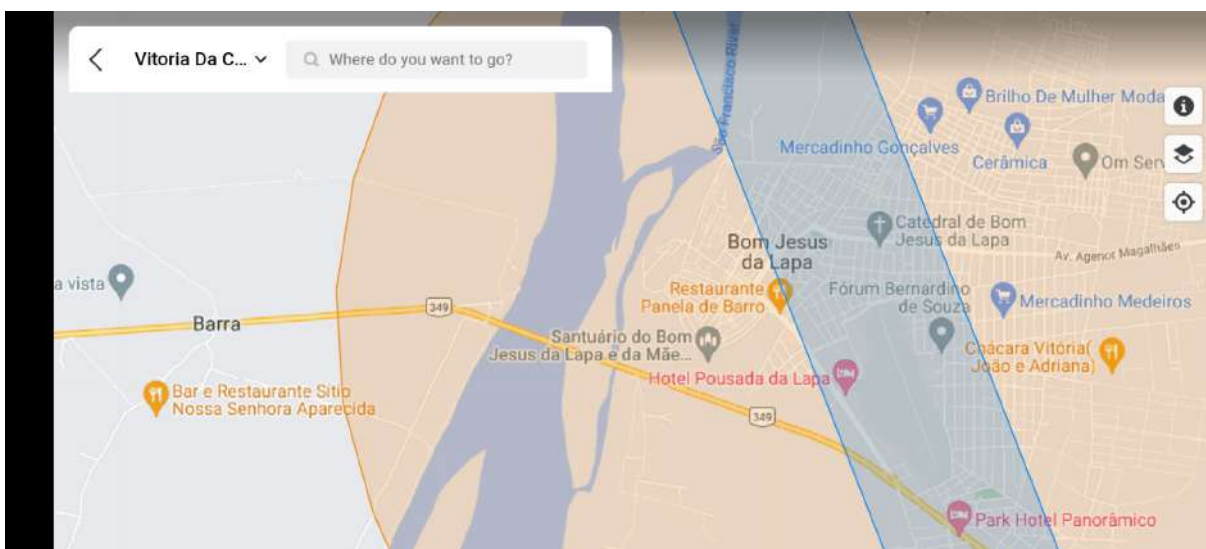 Vitoria Da C...
Where do you want to go?
São Francisco River
Brilho De Mulher Moda
Mercadinho Gonçalves
Cerâmica
Om Serv
Catedral de Bom
Jesus da Lapa
Bom Jesus
da Lapa
Av. Agenor Magalhães
a vista
Restaurante
Panela de Barro
Fórum Bernardino
de Souza
Mercadinho Medeiros
349
Barra
Santuário do Bom
Jesus da Lapa e da Mãe...
Chácara Vitória(
João e Adriana)
Hotel Pousada da Lapa
Bar e Restaurante Sitio
Nossa Senhora Aparecida
349
Park Hotel Panorâmico